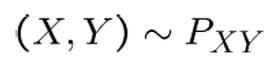 (X, Y) ∼ P_{XY}